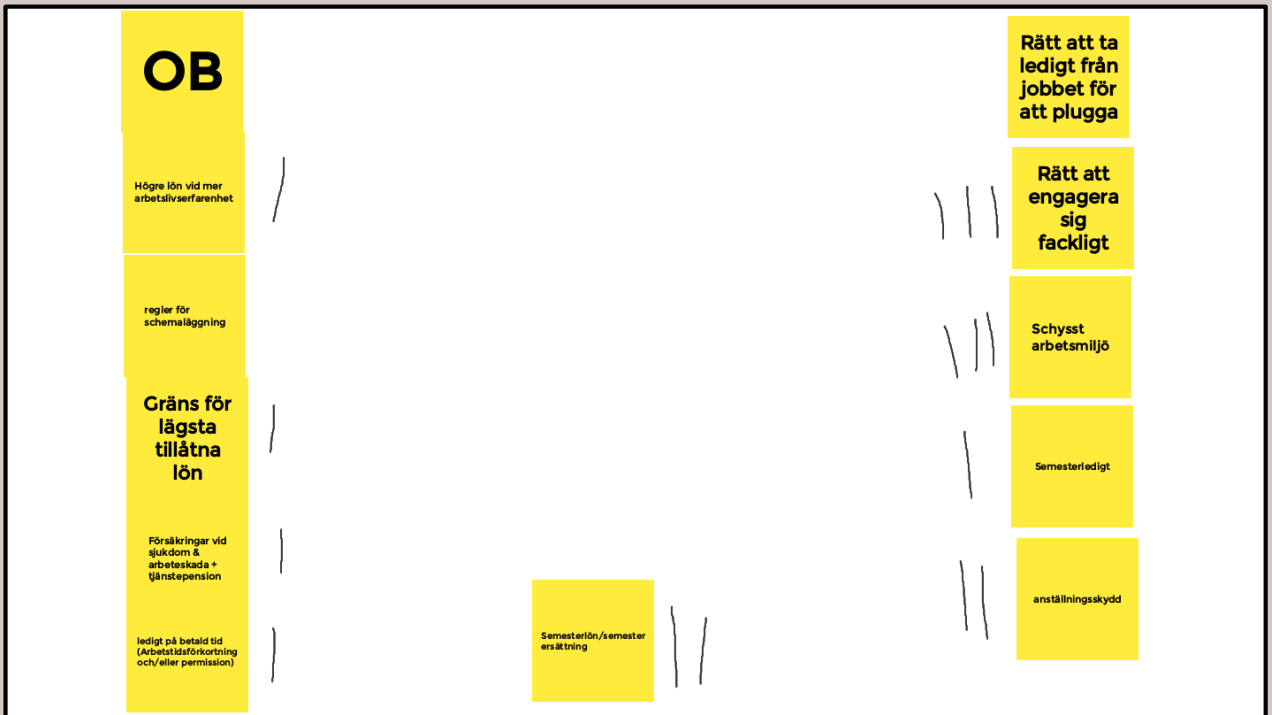 OB
Högre lön vid mer
arbetslivserfarenhet
regler för
schemaläggning
Gräns för
lägsta
tillåtna
lön
Försäkringar vid
sjukdom &
arbeteskada +
tjänstepension
ledigt på betald tid
(Arbetstidsförkortning
och/eller permission)
Semesterlön/semester
ersättning
Rätt att ta
ledigt från
jobbet för
att plugga
Rätt att
engagera
sig
fackligt
Schysst
arbetsmiljö
Semesterledigt
anställningsskydd